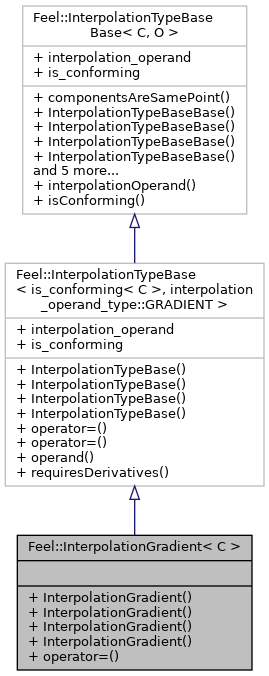 Feel::InterpolationTypeBase
Base< C, O >
+ interpolation_operand
+ is_conforming
+ componentsAreSamePoint()
+ InterpolationTypeBaseBase()
+ InterpolationTypeBaseBase()
+ InterpolationTypeBaseBase()
+ InterpolationTypeBaseBase()
and 5 more...
+ interpolationOperand()
+ isConforming()
Feel::InterpolationTypeBase
< is_conforming< C >, interpolation
_operand_type::GRADIENT >
+ interpolation_operand
+ is_conforming
+ InterpolationTypeBase()
+ InterpolationTypeBase()
+ InterpolationTypeBase()
+ InterpolationTypeBase()
+ operator=()
+ operator=()
+ operand()
+ requiresDerivatives()
Feel::InterpolationGradient< C >
+ InterpolationGradient()
+ InterpolationGradient()
+ InterpolationGradient()
+ InterpolationGradient()
+ operator=()